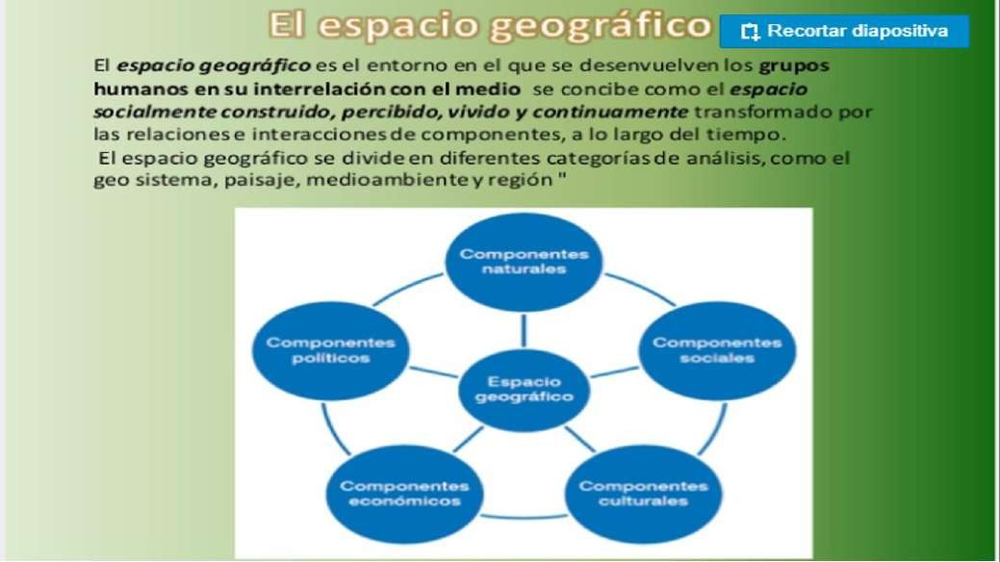 El espacio geográfico
Recortar diapositiva
El espacio geográfico es el entorno en el que se desenvuelven los grupos
humanos en su interrelación con el medio se concibe como el espacio
socialmente construido, percibido, vivido y continuamente transformado por
las relaciones e interacciones de componentes, a lo largo del tiempo.
El espacio geográfico se divide en diferentes categorías de análisis, como el
geo sistema, paisaje, medioambiente y región "
Componentes
naturales
Componentes
políticos
Componentes
sociales
Espacio
geográfico
Componentes
económicos
Componentes
culturales